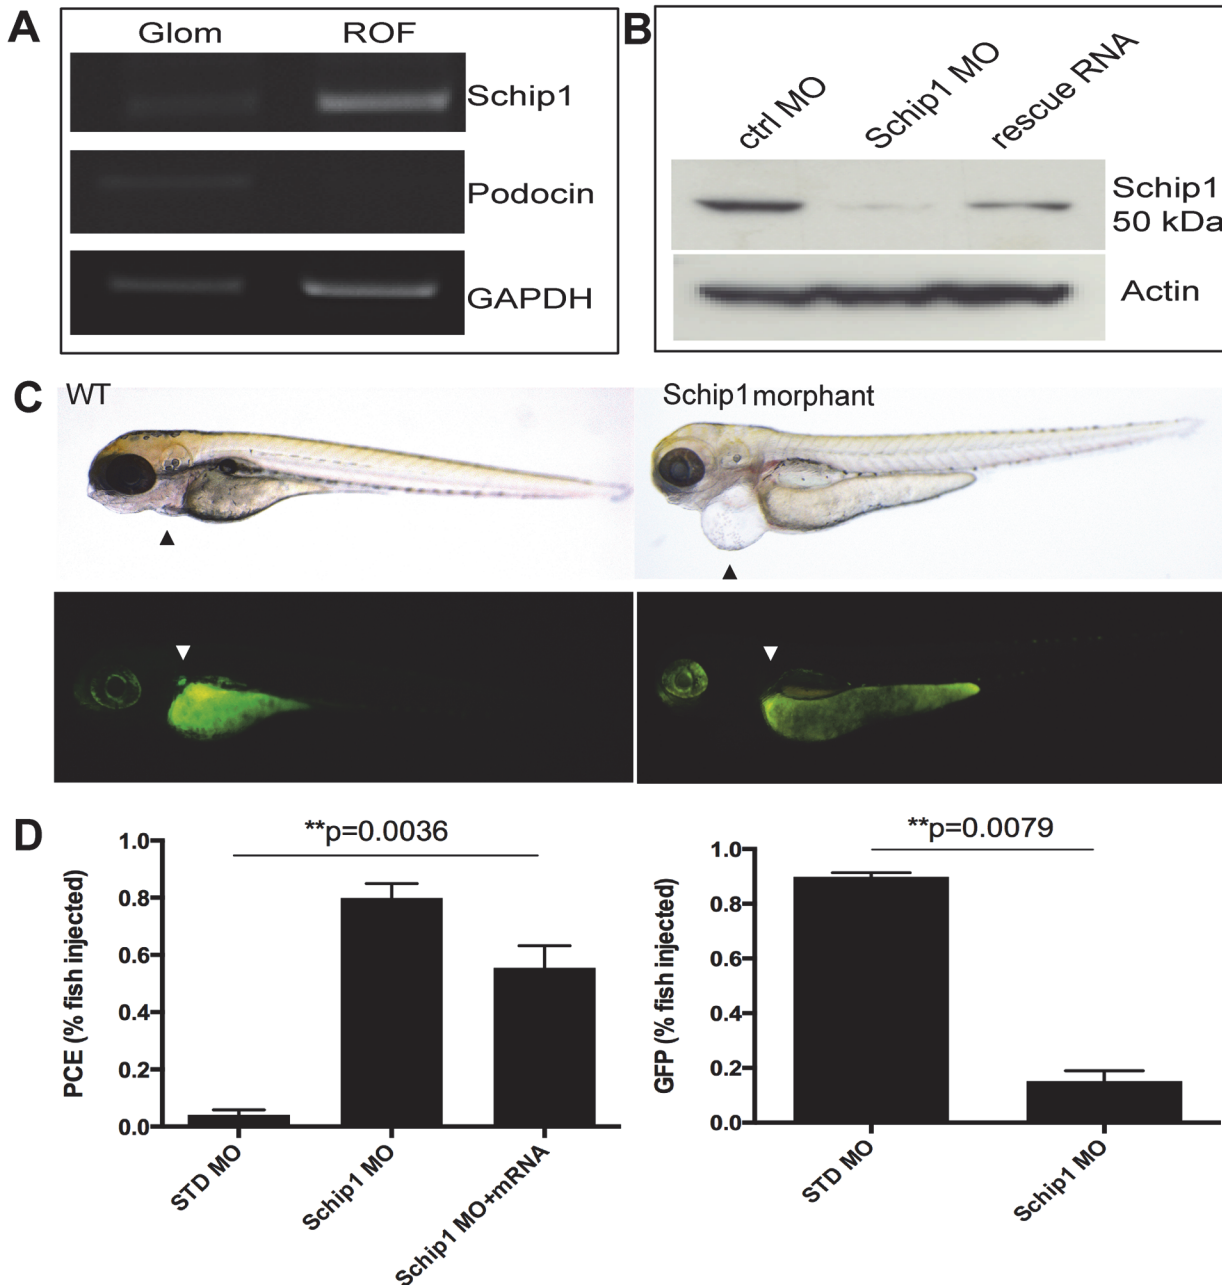 A
Glom ROF
Schip1
Podocin
GAPDH
B
ctrl MO
Schip1 MO
rescue RNA
Schip1
50 kDa
Actin
C
WT
Schip1 morphant
D
**p=0.0036
PCE (% fish injected)
1.0
0.8
0.6
0.4
0.2
0.0
STD MO
Schip1 MO
Schip1 MO+mRNA
**p=0.0079
GFP (% fish injected)
1.0
0.8
0.6
0.4
0.2
0.0
STD MO
Schip1 MO